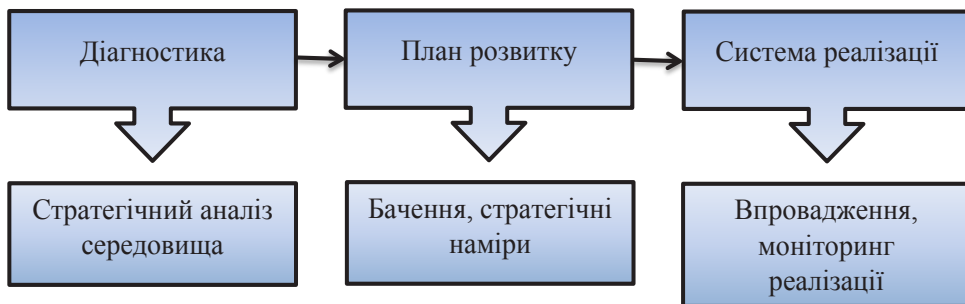 Діагностика
План розвитку
Система реалізації
Стратегічний аналіз
середовища
Бачення, стратегічні
наміри
Впровадження,
моніторинг
реалізації